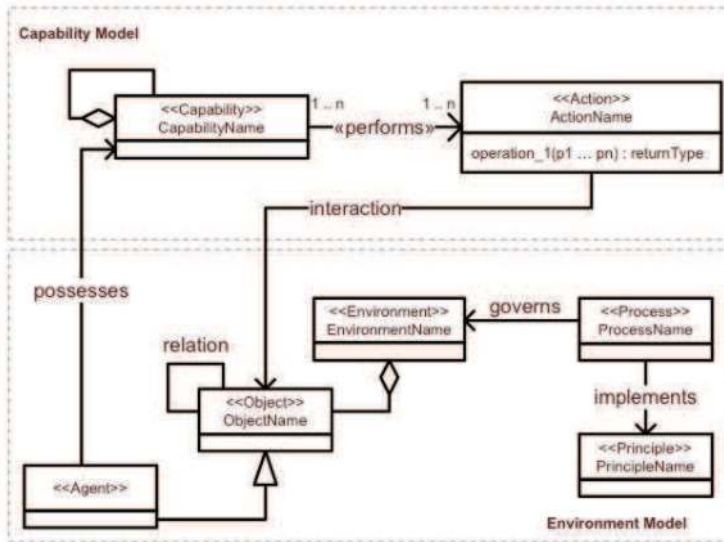 Capability Model
<<Capability>>
CapabilityName
1 .. n
«performs»
1.. n
<<Action>>
ActionName
operation_1(p1 ... pn) : returnType
interaction
possesses
<<Environment>>
EnvironmentName
governs
<<Process>>
ProcessName
relation
<<Object>>
ObjectName
implements
<<Principle>>
PrincipleName
<<Agent>>
Environment Model